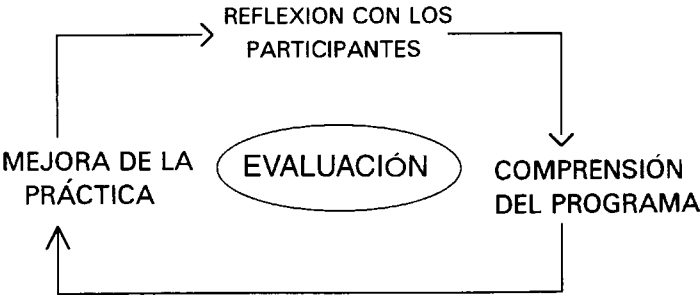 REFLEXION CON LOS
PARTICIPANTES
MEJORA DE LA
PRÁCTICA
EVALUACIÓN
COMPRENSIÓN
DEL PROGRAMA